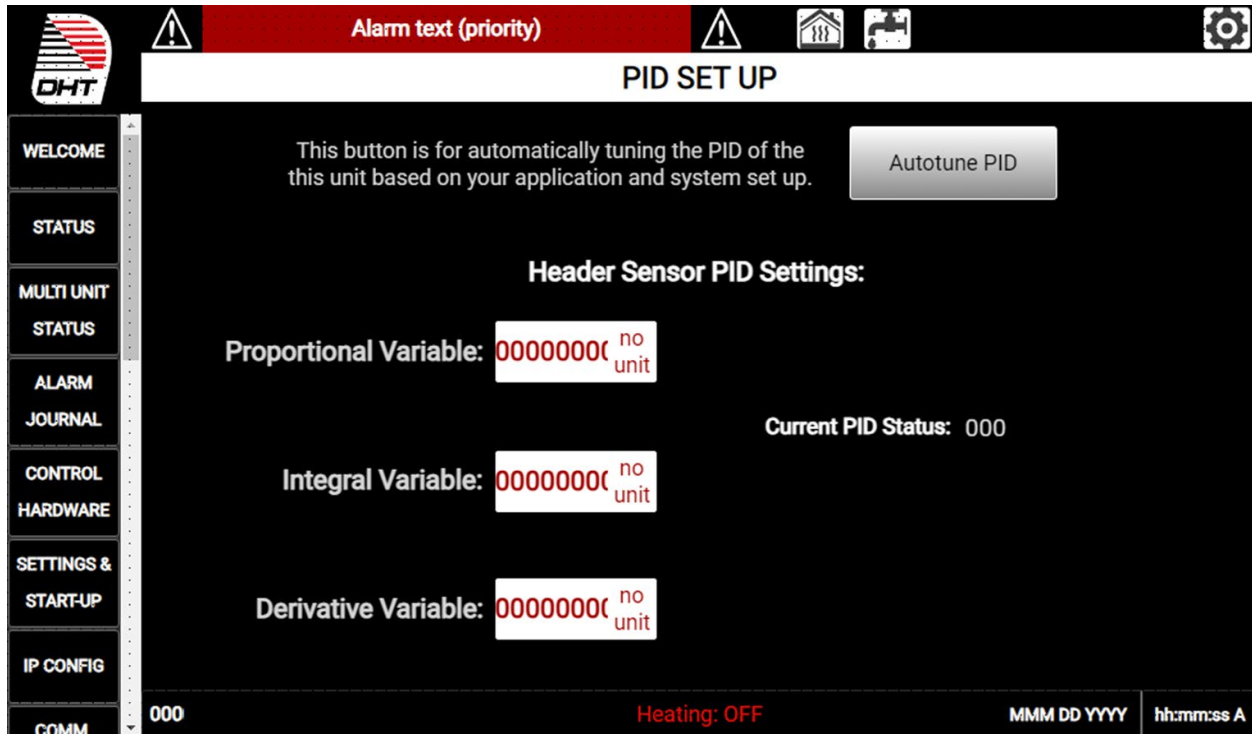 DHT
Alarm text (priority)
PID SET UP
WELCOME
STATUS
MULTI UNIT
STATUS
ALARM
JOURNAL
CONTROL
HARDWARE
SETTINGS &
START-UP
IP CONFIG
COMM
This button is for automatically tuning the PID of the
this unit based on your application and system set up.
Autotune PID
Header Sensor PID Settings:
Proportional Variable: 0000000 no
unit
Current PID Status: 000
Integral Variable: 0000000 no
unit
Derivative Variable: 0000000 no
unit
000
Heating: OFF
MMM DD YYYY
hh:mm:ss A